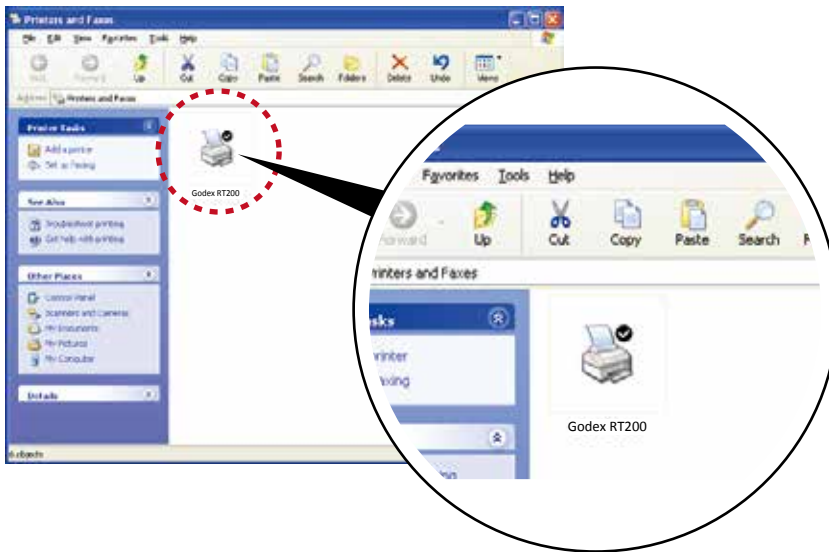 Printers and Faxes
File Edit View Favorites Tools Help
Back Forward Up Cut Copy Paste Search Folders Delete Undo Views
Address Printers and Faxes
Printer Tasks
Add a printer
Set up faxing
See Also
Troubleshoot printing
Get help with printing
Other Places
Control Panel
Scanners and Cameras
My Documents
My Pictures
My Computer
Details
6 objects
Godex RT200
Favorites Tools Help
Forward Up Cut Copy Paste Search F
rinters and Faxes
sks
rinter
axing
ing
Godex RT200